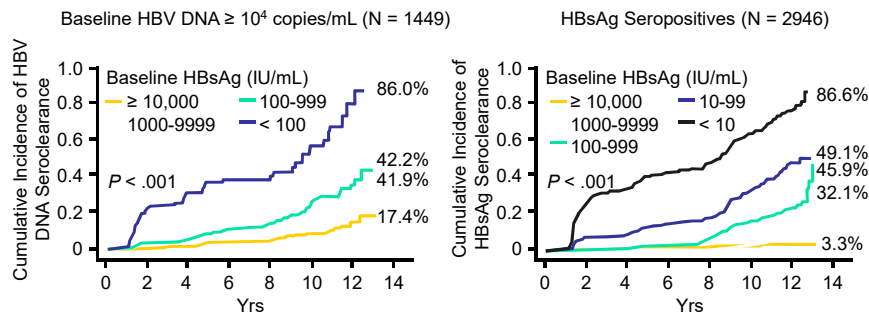 Baseline HBV DNA ≥ 10⁴ copies/mL (N = 1449)
Cumulative Incidence of HBV
DNA Seroclearance
1.0
0.8
0.6
0.4
0.2
0
Baseline HBsAg (IU/mL)
≥ 10,000
1000-9999
100-999
< 100
P < .001
86.0%
42.2%
41.9%
17.4%
0 2 4 6 8 10 12 14
Yrs
HBsAg Seropositives (N = 2946)
Cumulative Incidence of
HBsAg Seroclearance
1.0
0.8
0.6
0.4
0.2
0
Baseline HBsAg (IU/mL)
≥ 10,000
1000-9999
100-999
10-99
< 10
P < .001
86.6%
49.1%
45.9%
32.1%
3.3%
0 2 4 6 8 10 12 14
Yrs